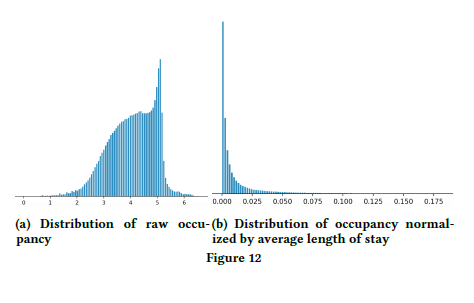 0 1 2 3 4 5 6
0.000 0.025 0.050 0.075 0.100 0.125 0.150 0.175
(a) Distribution of raw occu-
pancy
(b) Distribution of occupancy normal-
ized by average length of stay
Figure 12